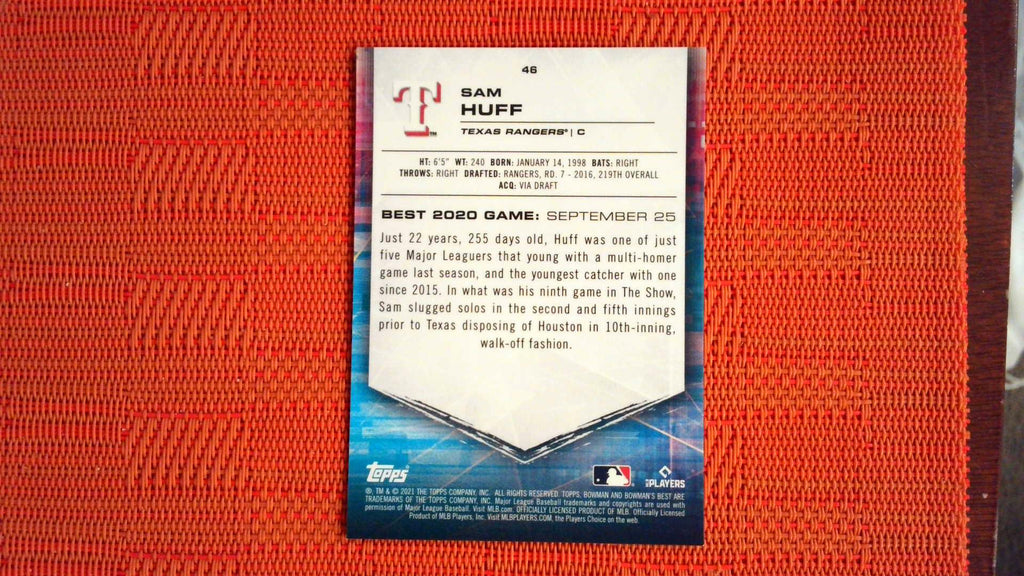 46
T
TM
SAM
HUFF
TEXAS RANGERS® | C
HT: 6'5" WT: 240 BORN: JANUARY 14, 1998 BATS: RIGHT
THROWS: RIGHT DRAFTED: RANGERS, RD. 7 - 2016, 219TH OVERALL
ACQ: VIA DRAFT
BEST 2020 GAME: SEPTEMBER 25
Just 22 years, 255 days old, Huff was one of just
five Major Leaguers that young with a multi-homer
game last season, and the youngest catcher with one
since 2015. In what was his ninth game in The Show,
Sam slugged solos in the second and fifth innings
prior to Texas disposing of Houston in 10th-inning,
walk-off fashion.
topps®
MLB PLAYERS
®, TM & © 2021 THE TOPPS COMPANY, INC. ALL RIGHTS RESERVED. TOPPS, BOWMAN AND BOWMAN'S BEST ARE
TRADEMARKS OF THE TOPPS COMPANY, INC. Major League Baseball trademarks and copyrights are used with
permission of Major League Baseball. Visit MLB.com. OFFICIALLY LICENSED PRODUCT OF MLB. Officially Licensed
Product of MLB Players, Inc. Visit MLBPLAYERS.COM, the Players Choice on the web.